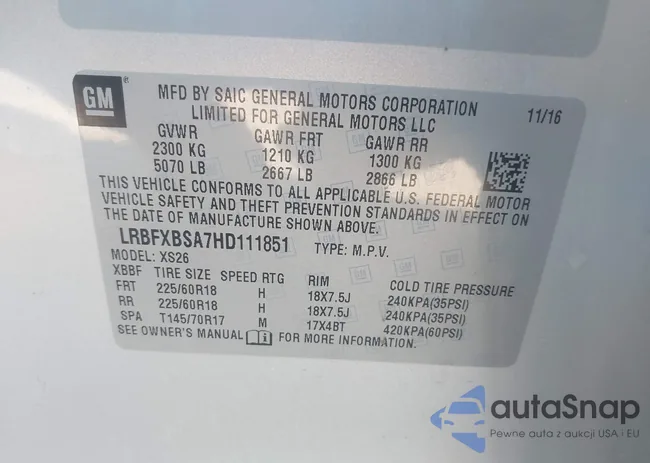 GM
MFD BY SAIC GENERAL MOTORS CORPORATION
LIMITED FOR GENERAL MOTORS LLC
11/16
GVWR GAWR FRT GAWR RR
2300 KG 1210 KG 1300 KG
5070 LB 2667 LB 2866 LB
THIS VEHICLE CONFORMS TO ALL APPLICABLE U.S. FEDERAL MOTOR
VEHICLE SAFETY AND THEFT PREVENTION STANDARDS IN EFFECT ON
THE DATE OF MANUFACTURE SHOWN ABOVE.
LRBFXBSA7HD111851 TYPE: M.P.V.
MODEL: XS26
XBBF TIRE SIZE SPEED RTG RIM COLD TIRE PRESSURE
FRT 225/60R18 H 18X7.5J 240KPA(35PSI)
RR 225/60R18 H 18X7.5J 240KPA(35PSI)
SPA T145/70R17 M 17X4BT 420KPA(60PSI)
SEE OWNER'S MANUAL FOR MORE INFORMATION.
autaSnap
Pewne auta z aukcji USA i EU